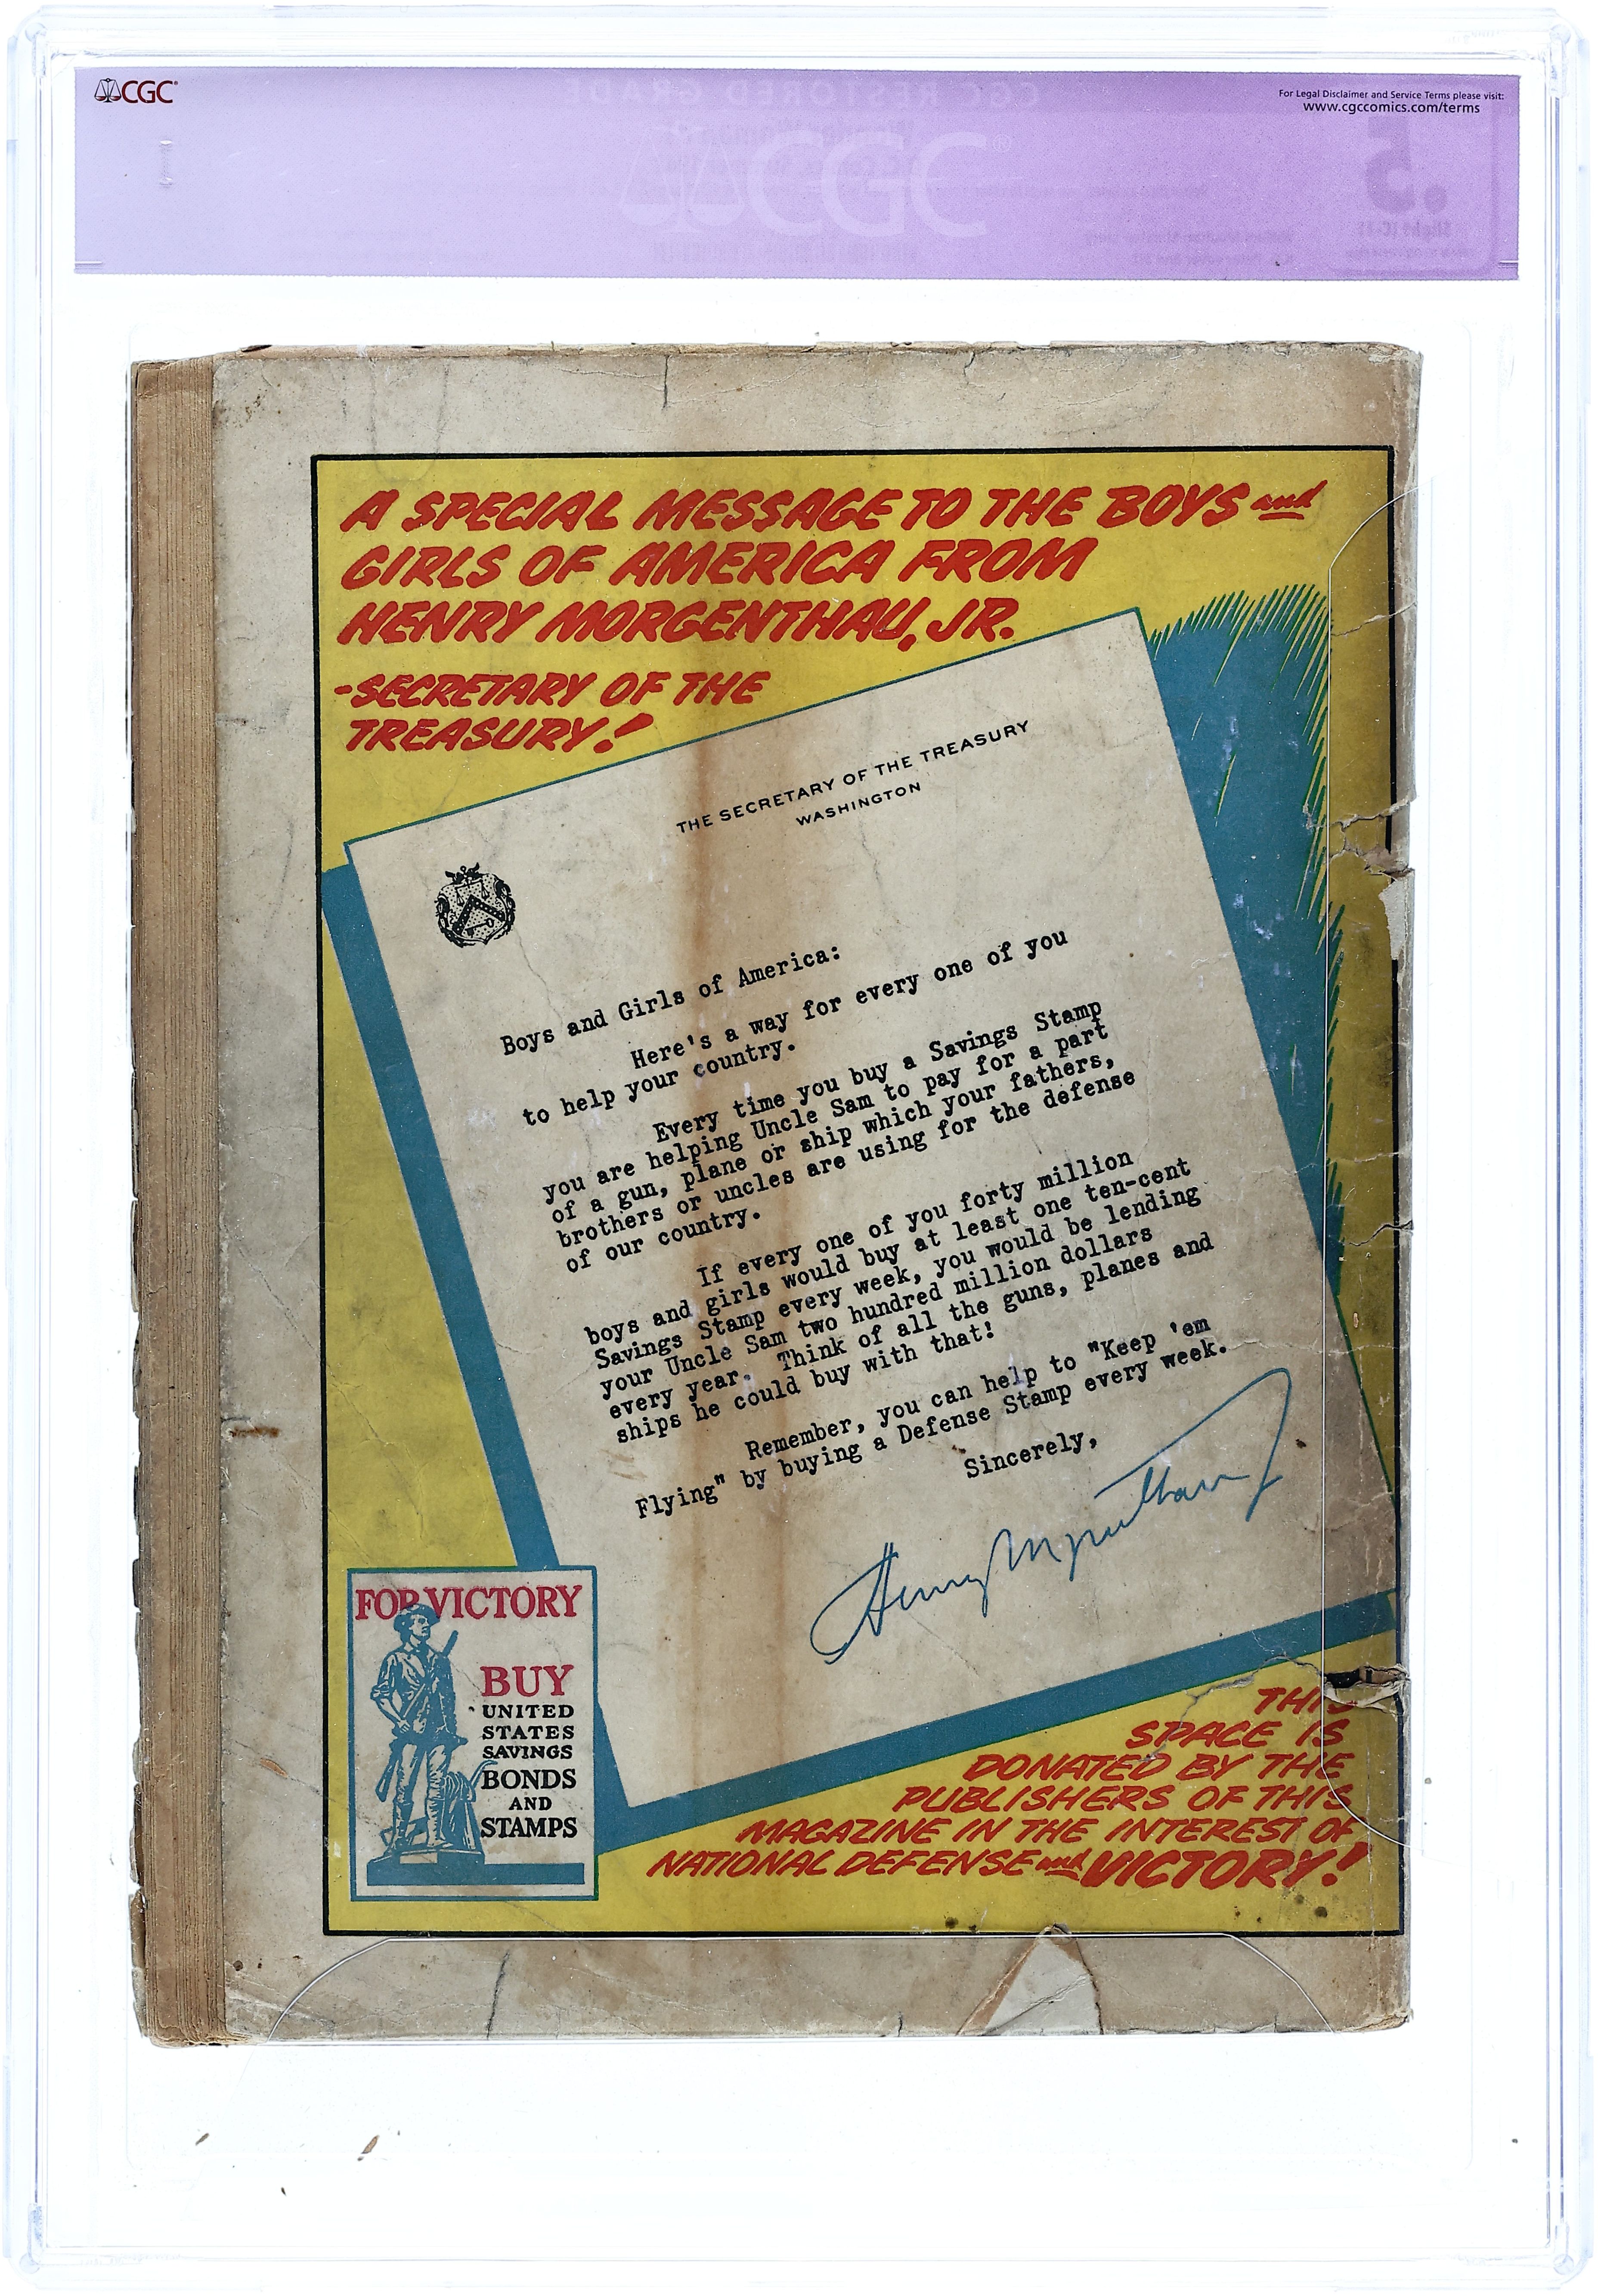 CGC
For Legal Disclaimer and Service Terms please visit:
www.cgccomics.com/terms
CGC
A SPECIAL MESSAGE TO THE BOYS and
GIRLS OF AMERICA FROM
HENRY MORGENTHAU, JR.
-SECRETARY OF THE
TREASURY!
THE SECRETARY OF THE TREASURY
WASHINGTON
Boys and Girls of America:
Here's a way for every one of you
to help your country.
Every time you buy a Savings Stamp
you are helping Uncle Sam to pay for a part
of a gun, plane or ship which your fathers,
brothers or uncles are using for the defense
of our country.
If every one of you forty million
boys and girls would buy at least one ten-cent
Savings Stamp every week, you would be lending
your Uncle Sam two hundred million dollars
every year. Think of all the guns, planes and
ships he could buy with that!
Remember, you can help to "Keep 'em
Flying" by buying a Defense Stamp every week.
Sincerely,
Henry Morgenthau Jr
FOR VICTORY
BUY
UNITED
STATES
SAVINGS
BONDS
AND
STAMPS
THIS
SPACE IS
DONATED BY THE
PUBLISHERS OF THIS
MAGAZINE IN THE INTEREST OF
NATIONAL DEFENSE and VICTORY!